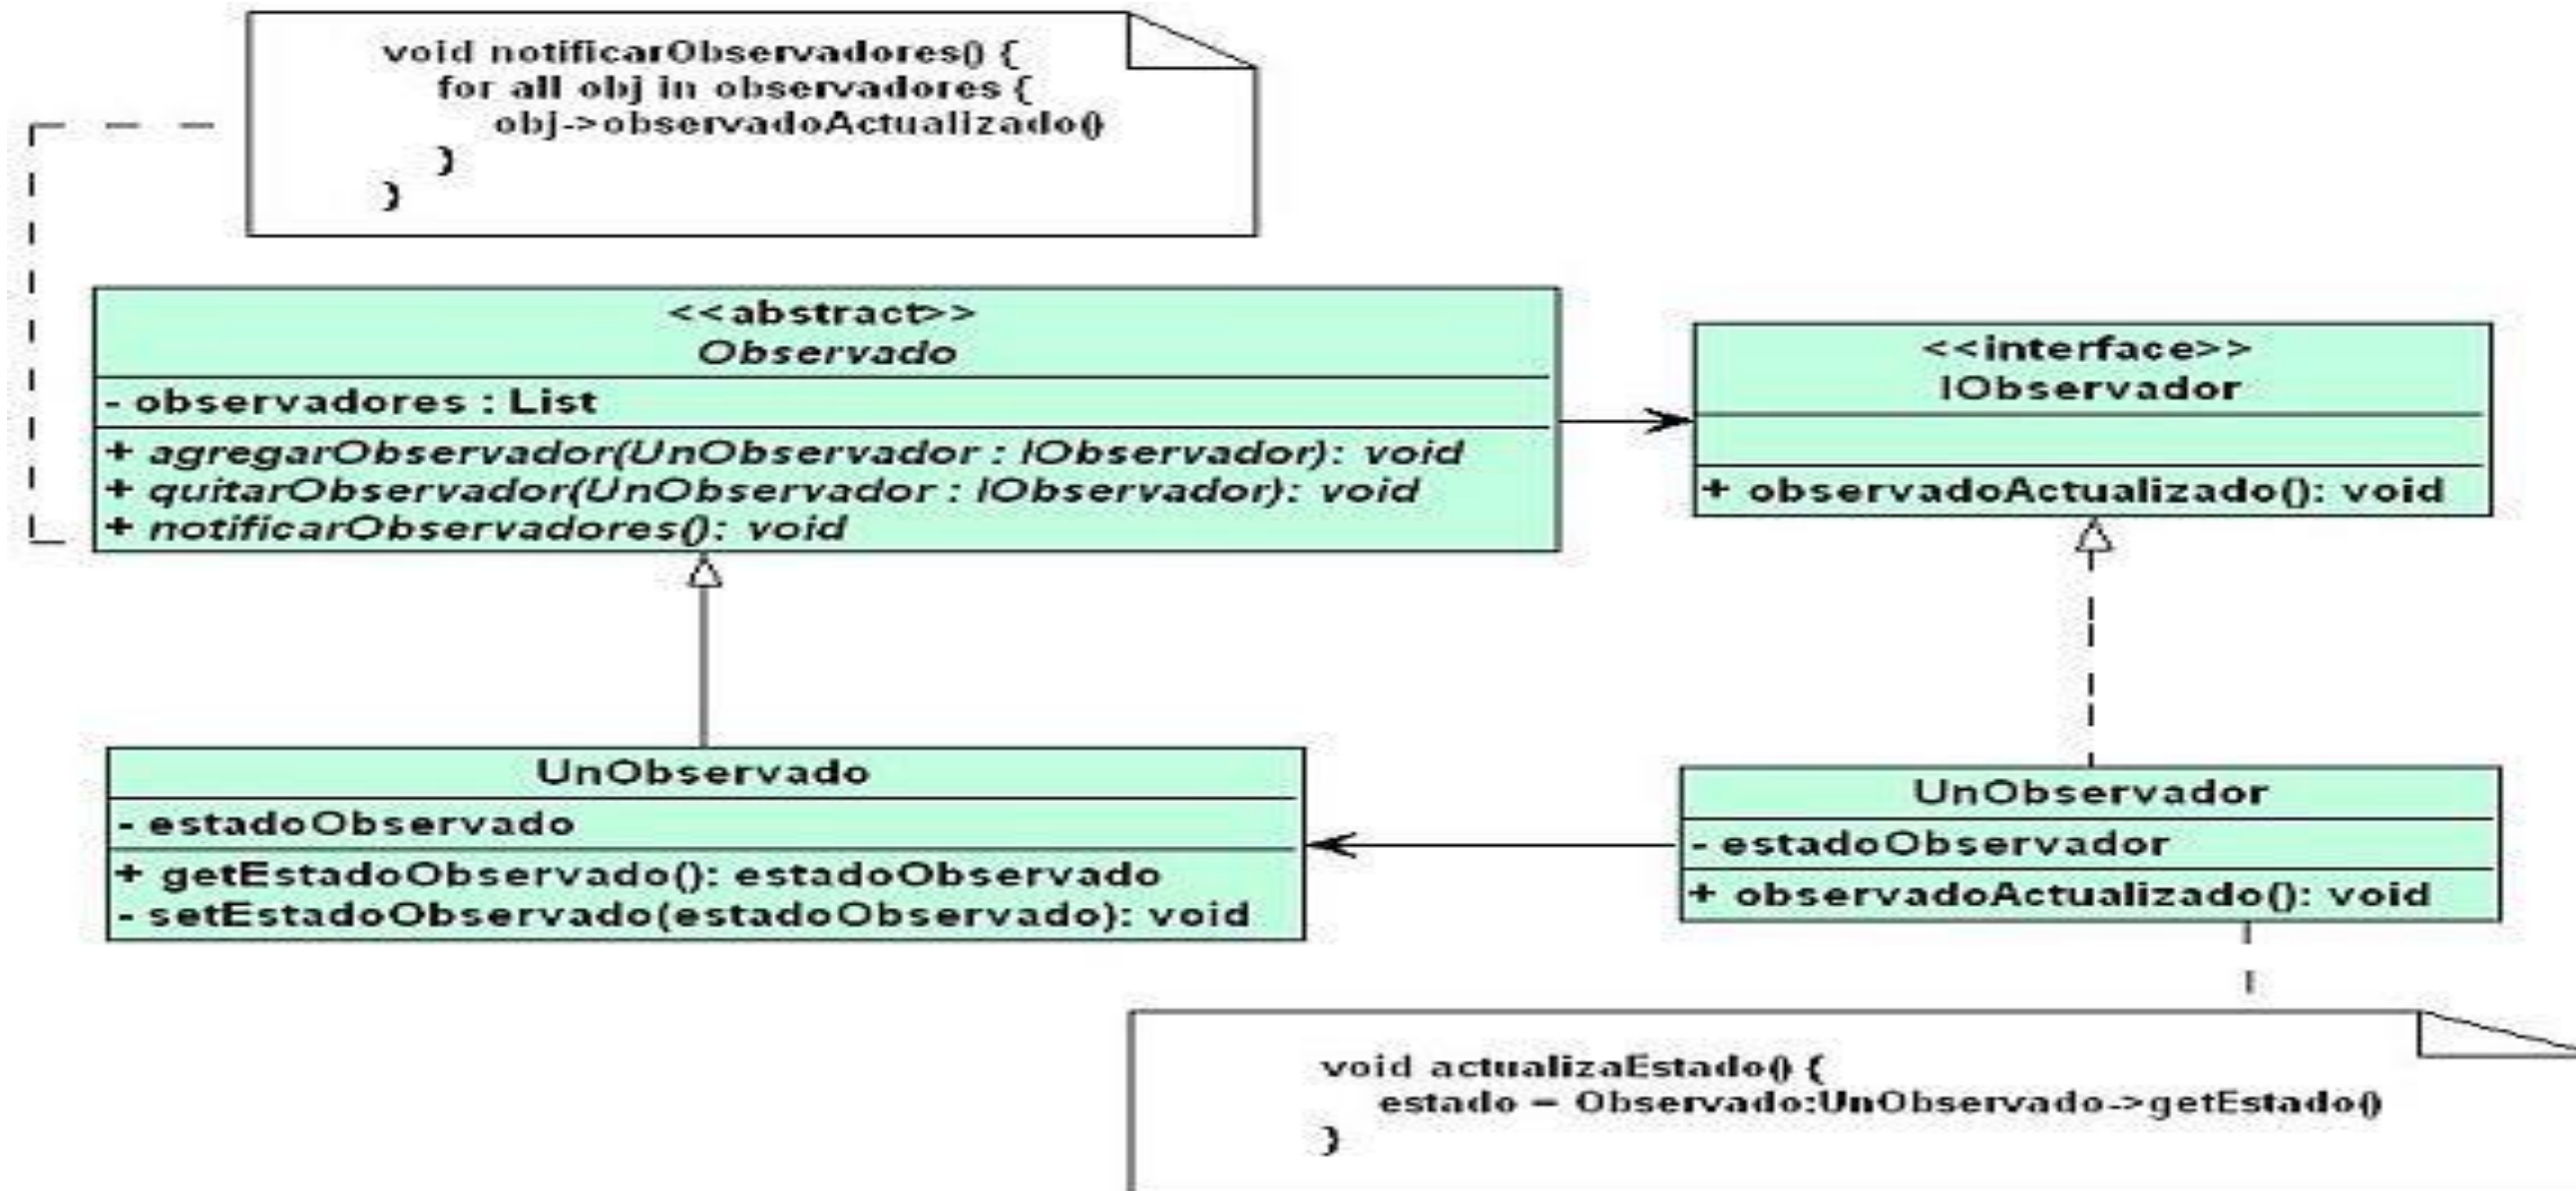 void notificarObservadores() {
for all obj in observadores {
obj->observadoActualizado()
}
}
<<abstract>>
Observado
- observadores : List
+ agregarObservador(UnObservador : IObservador): void
+ quitarObservador(UnObservador : IObservador): void
+ notificarObservadores(): void
<<interface>>
IObservador
+ observadoActualizado(): void
UnObservado
- estadoObservado
+ getEstadoObservado(): estadoObservado
- setEstadoObservado(estadoObservado): void
UnObservador
- estadoObservador
+ observadoActualizado(): void
void actualizaEstado() {
estado = Observado:UnObservado->getEstado()
}